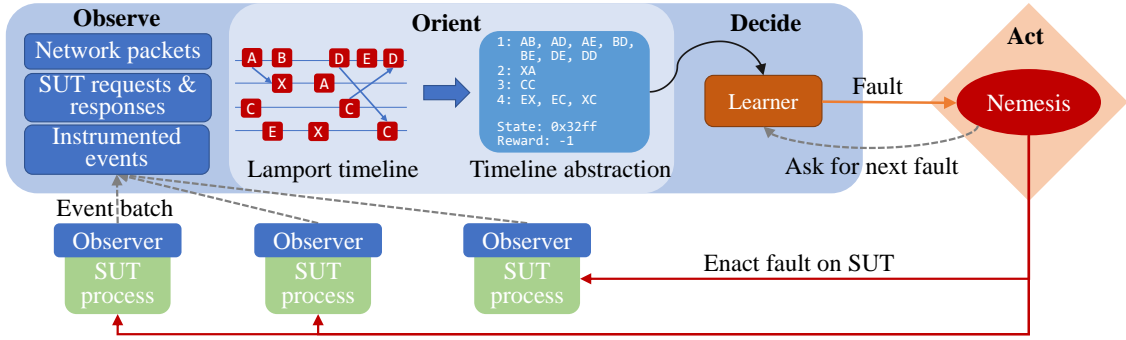 Observe
Orient
Decide
Act
Network packets
SUT requests &
responses
Instrumented
events
A B D E D
X A
C C
E X C
Lamport timeline
1: AB, AD, AE, BD,
BE, DE, DD
2: XA
3: CC
4: EX, EC, XC
State: 0x32ff
Reward: -1
Timeline abstraction
Learner
Fault
Nemesis
Ask for next fault
Event batch
Observer
SUT
process
Observer
SUT
process
Observer
SUT
process
Enact fault on SUT